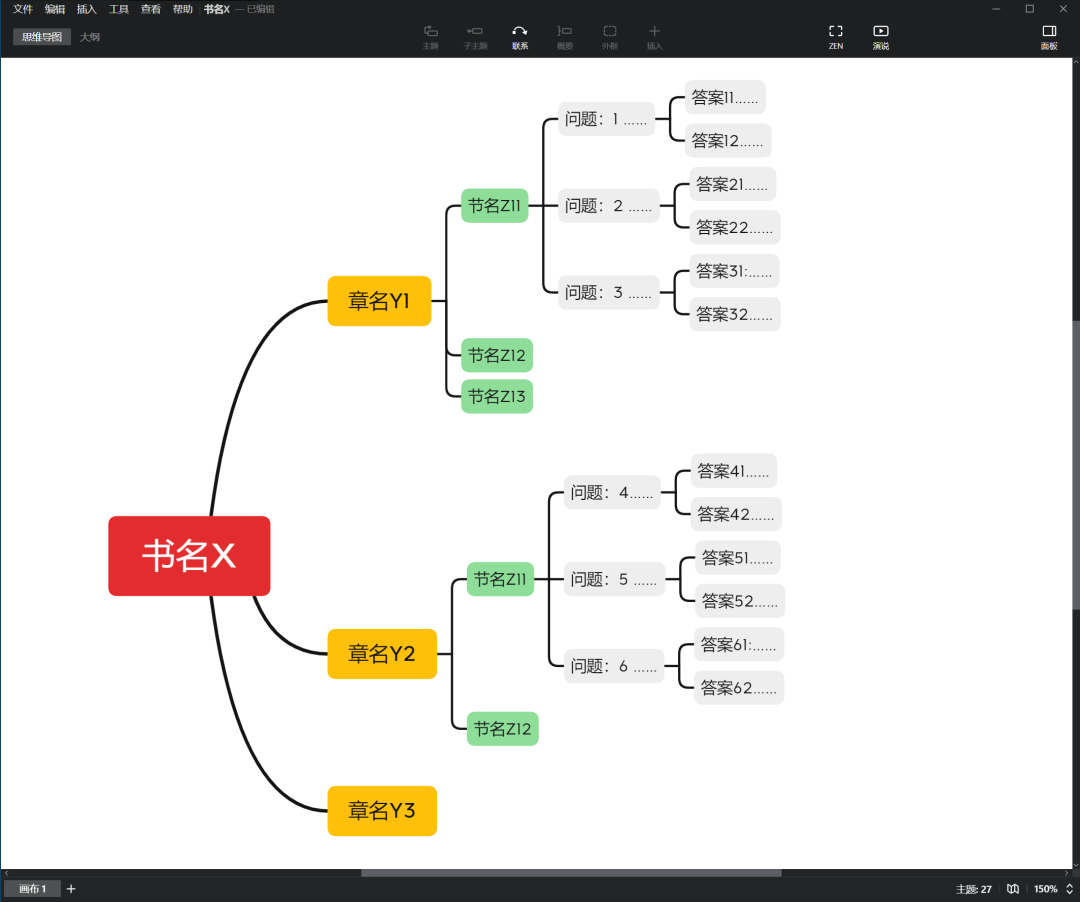 文件 编辑 插入 工具 查看 帮助 书名X — 已编辑
思维导图 大纲
主题 子主题 联系 概要 外框 插入 ZEN 演说 面板
书名X
章名Y1
节名Z11
问题：1 ......
答案11......
答案12......
问题：2 ......
答案21......
答案22......
问题：3 ......
答案31:......
答案32......
节名Z12
节名Z13
章名Y2
节名Z11
问题：4......
答案41......
答案42......
问题：5 ......
答案51......
答案52......
问题：6 ......
答案61:......
答案62......
节名Z12
章名Y3
画布 1
主题: 27 150%